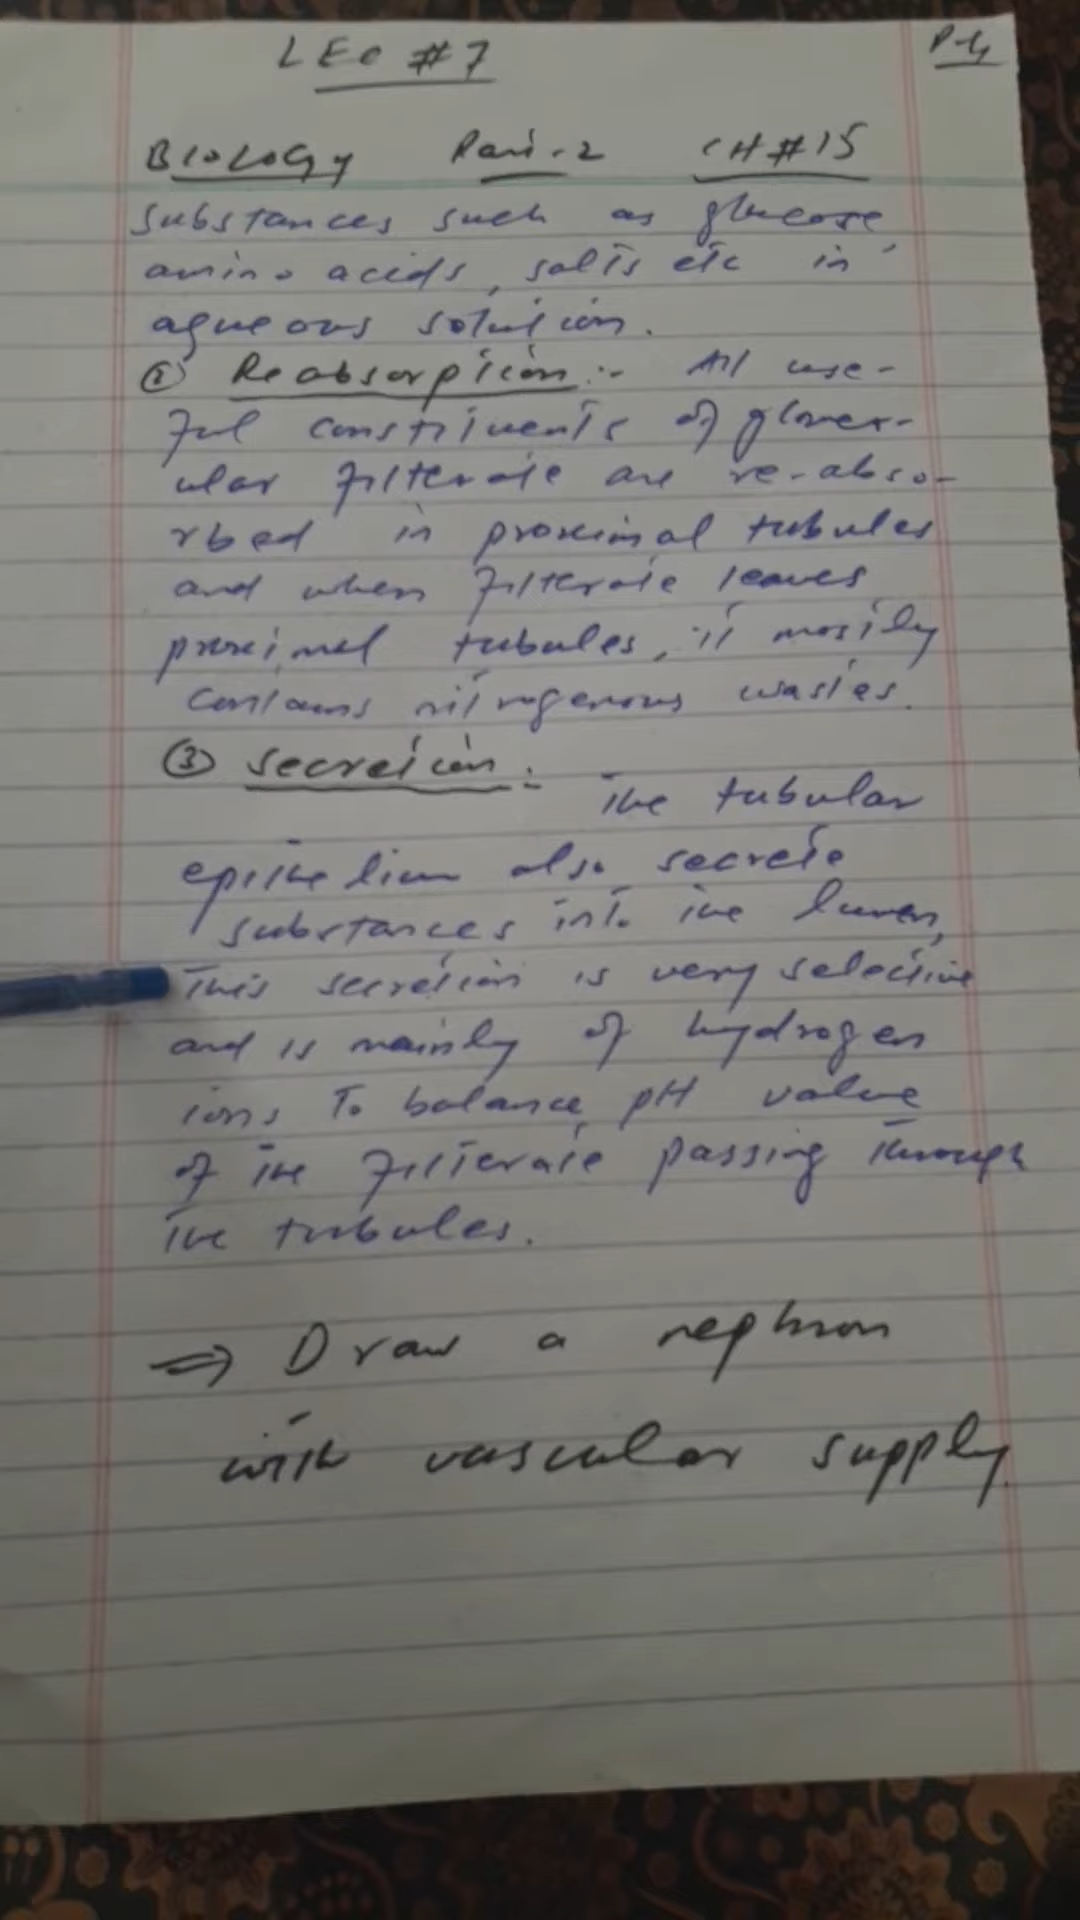 LEC #7
P-4
Biology Part-2 CH#15
substances such as glucose
amino acids, salts etc in
aqueous solution.
② Reabsorption:- All use-
ful constituents of glomer-
ular filterate are re-abso-
rbed in proximal tubules
and when filterate leaves
proximal tubules, it mostly
contains nitrogenous wastes.
③ Secretion:-
The tubular
epithelium also secrete
substances into the lumen,
This secretion is very selective
and is mainly of hydrogen
ions to balance pH value
of the filterate passing through
the tubules.
⇒ Draw a nephron
with vascular supply.